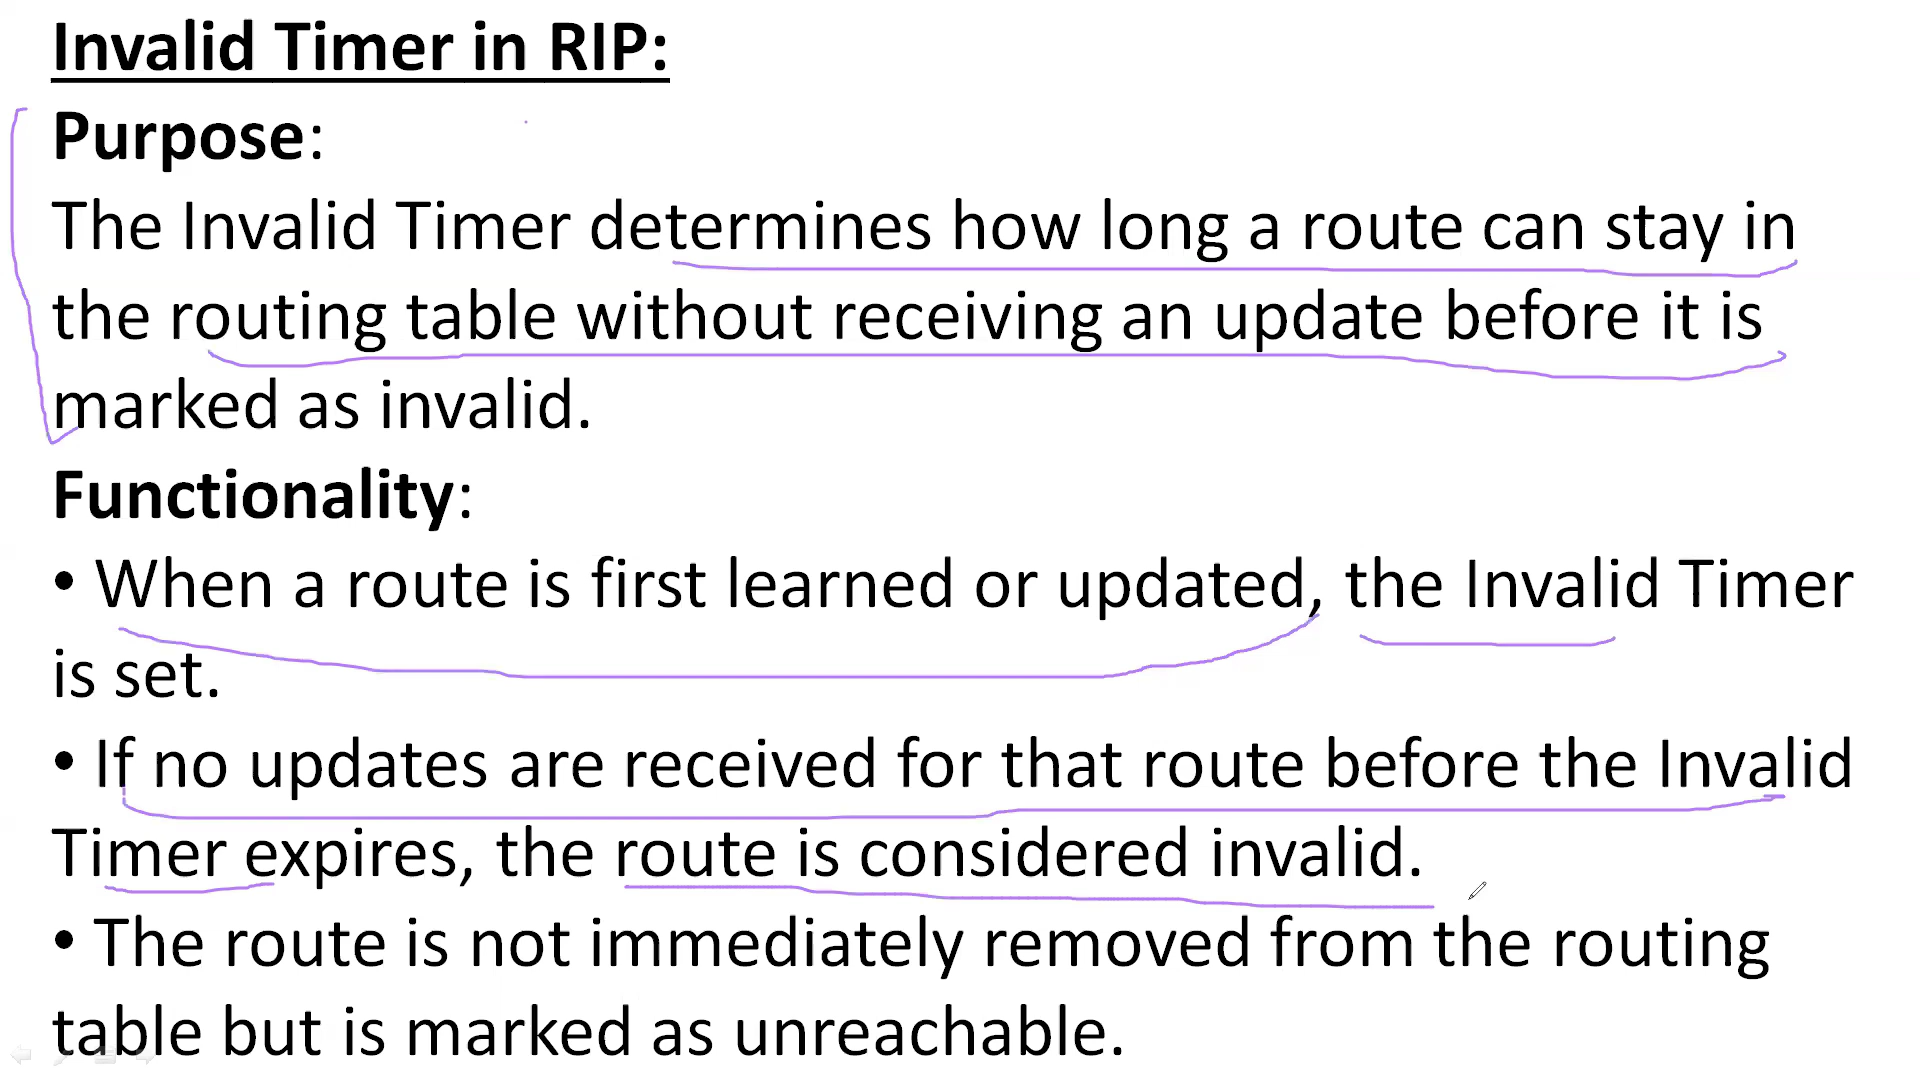 Invalid Timer in RIP:
Purpose:
The Invalid Timer determines how long a route can stay in
the routing table without receiving an update before it is
marked as invalid.
Functionality:
• When a route is first learned or updated, the Invalid Timer
is set.
• If no updates are received for that route before the Invalid
Timer expires, the route is considered invalid.
• The route is not immediately removed from the routing
table but is marked as unreachable.